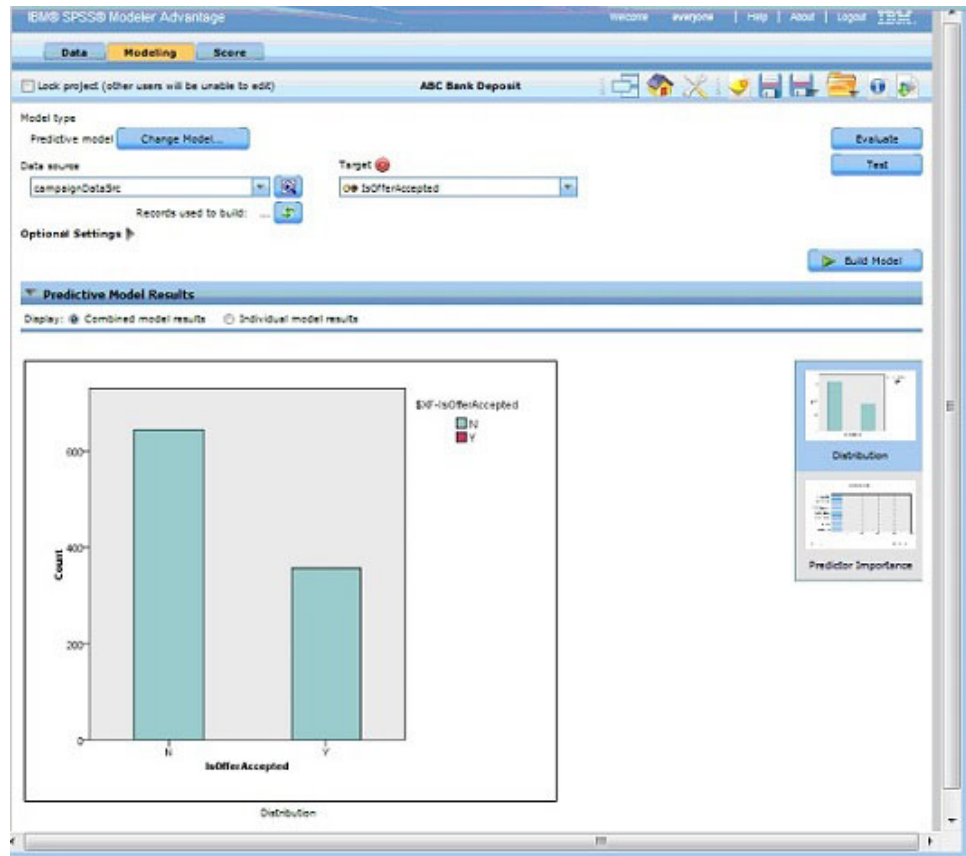 IBM® SPSS® Modeler Advantage
Welcome everyone | Help | About | Logout IBM.
Data Modeling Score
Lock project (other users will be unable to edit) ABC Bank Deposit
Model type
Predictive model Change Model... Evaluate
Data source Target Test
campaignDataSrc IsOfferAccepted
Records used to build: ...
Optional Settings
Build Model
Predictive Model Results
Display: Combined model results Individual model results
$XF-IsOfferAccepted
N
Y
600
400
200
0
Count
N Y
IsOfferAccepted
Distribution
Distribution
Predictor Importance